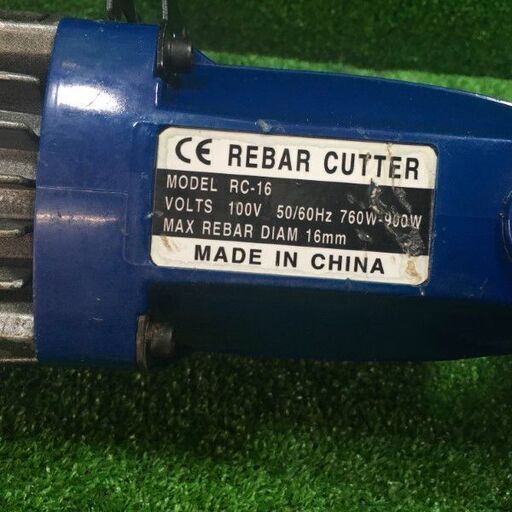 CE REBAR CUTTER
MODEL RC-16
VOLTS 100V 50/60Hz 760W-900W
MAX REBAR DIAM 16mm
MADE IN CHINA